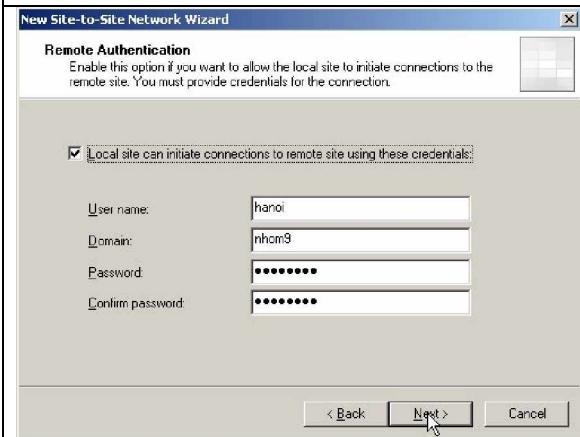 New Site-to-Site Network Wizard
Remote Authentication
Enable this option if you want to allow the local site to initiate connections to the
remote site. You must provide credentials for the connection.
Local site can initiate connections to remote site using these credentials:
User name: hanoi
Domain: nhom9
Password: ●●●●●●●●
Confirm password: ●●●●●●●●
< Back Next > Cancel